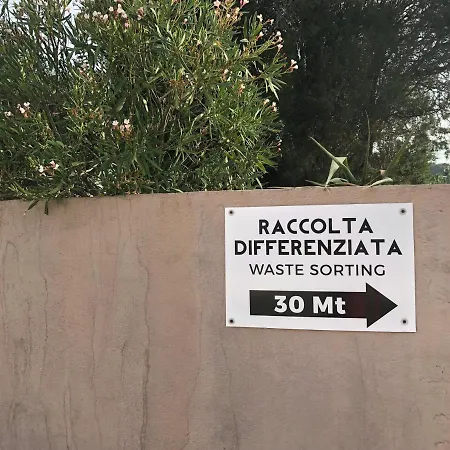 RACCOLTA
DIFFERENZIATA
WASTE SORTING
30 Mt